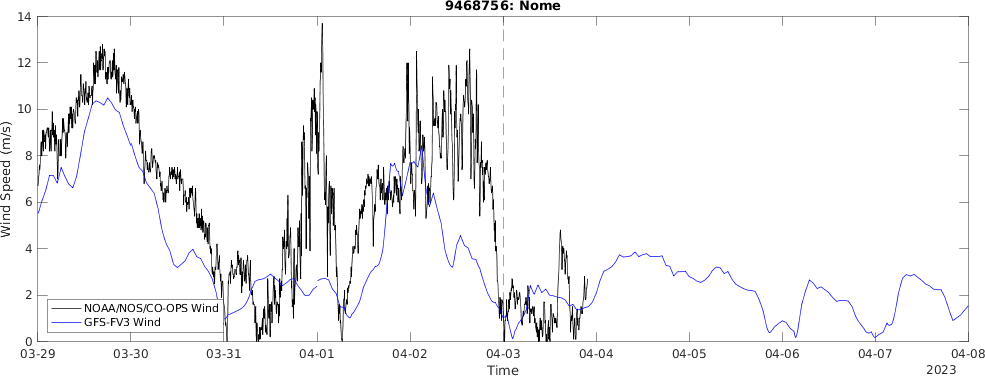 9468756: Nome
14
12
10
8
6
4
2
0
Wind Speed (m/s)
NOAA/NOS/CO-OPS Wind
GFS-FV3 Wind
03-29 03-30 03-31 04-01 04-02 04-03 04-04 04-05 04-06 04-07 04-08
Time
2023